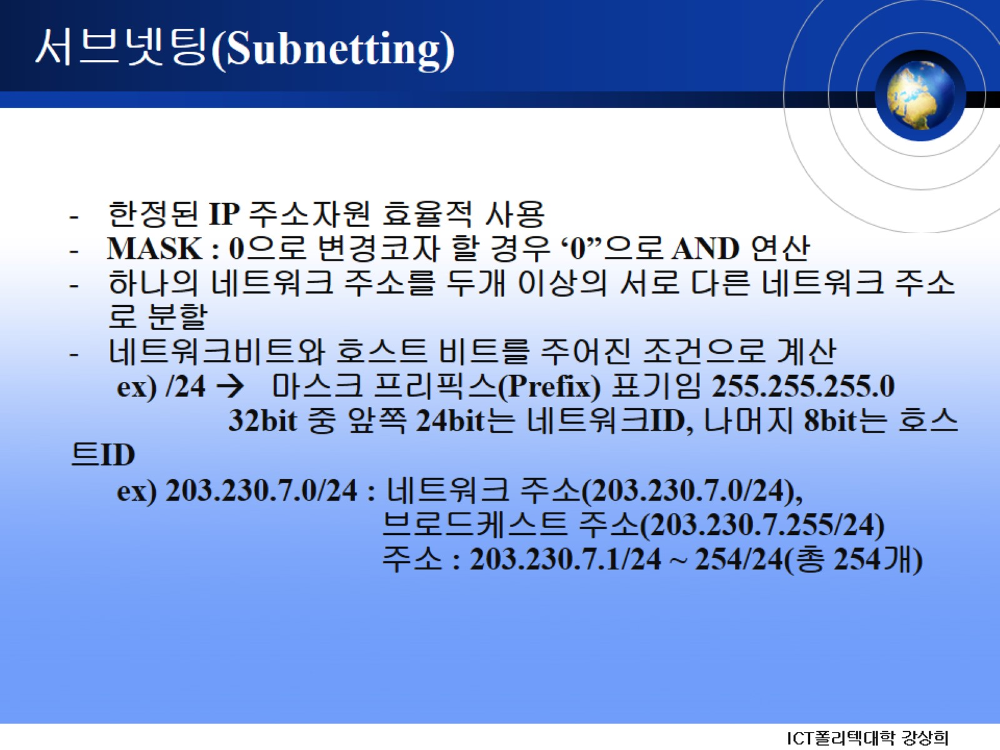 서브넷팅(Subnetting)
- 한정된 IP 주소자원 효율적 사용
- MASK : 0으로 변경코자 할 경우 ‘0”으로 AND 연산
- 하나의 네트워크 주소를 두개 이상의 서로 다른 네트워크 주소
로 분할
- 네트워크비트와 호스트 비트를 주어진 조건으로 계산
ex) /24 → 마스크 프리픽스(Prefix) 표기임 255.255.255.0
32bit 중 앞쪽 24bit는 네트워크ID, 나머지 8bit는 호스
트ID
ex) 203.230.7.0/24 : 네트워크 주소(203.230.7.0/24),
브로드케스트 주소(203.230.7.255/24)
주소 : 203.230.7.1/24 ~ 254/24(총 254개)
ICT폴리텍대학 강상희